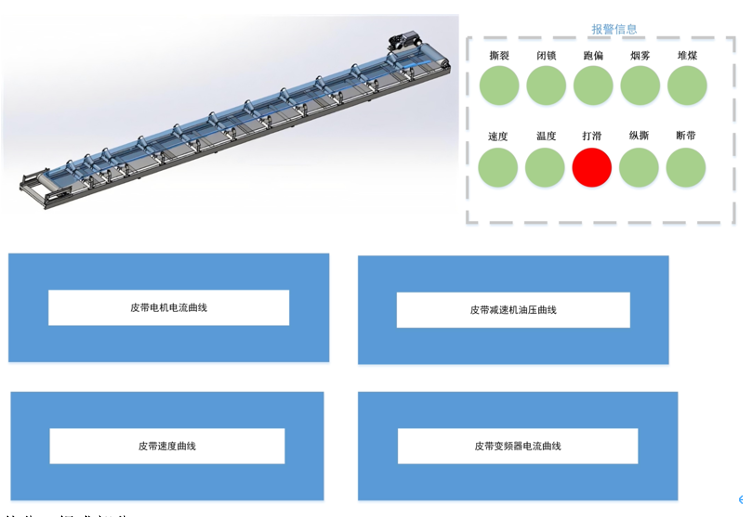 报警信息
撕裂 闭锁 跑偏 烟雾 堆煤
速度 温度 打滑 纵撕 断带
皮带电机电流曲线
皮带减速机油压曲线
皮带速度曲线
皮带变频器电流曲线